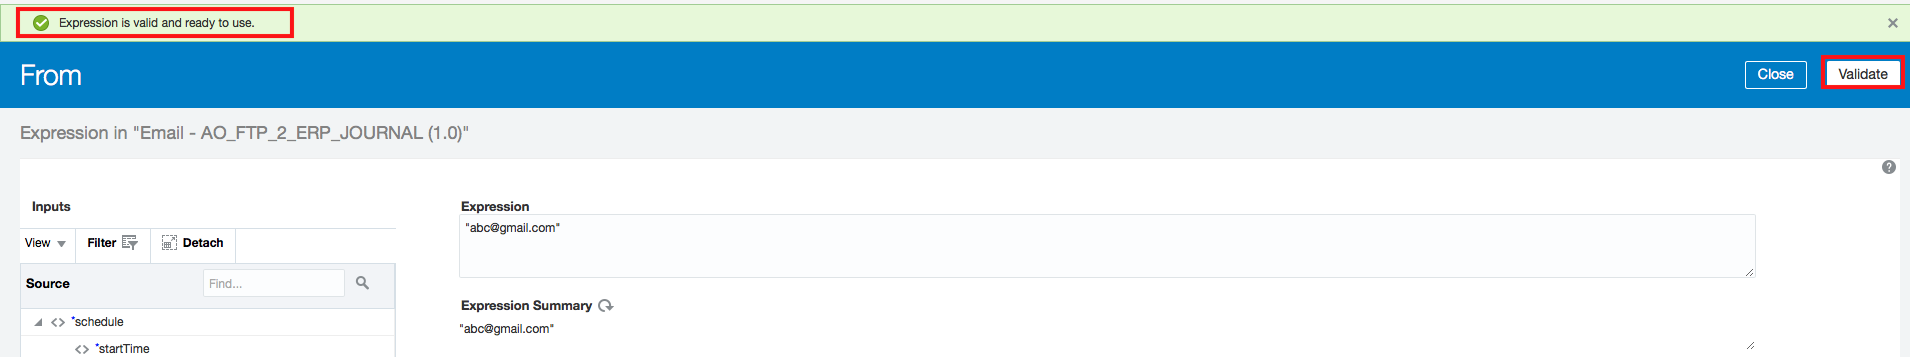 Expression is valid and ready to use.
From
Close
Validate
Expression in "Email - AO_FTP_2_ERP_JOURNAL (1.0)"
Inputs
Expression
"abc@gmail.com"
View
Filter
Detach
Source
Find...
Expression Summary
"abc@gmail.com"
*schedule
*startTime